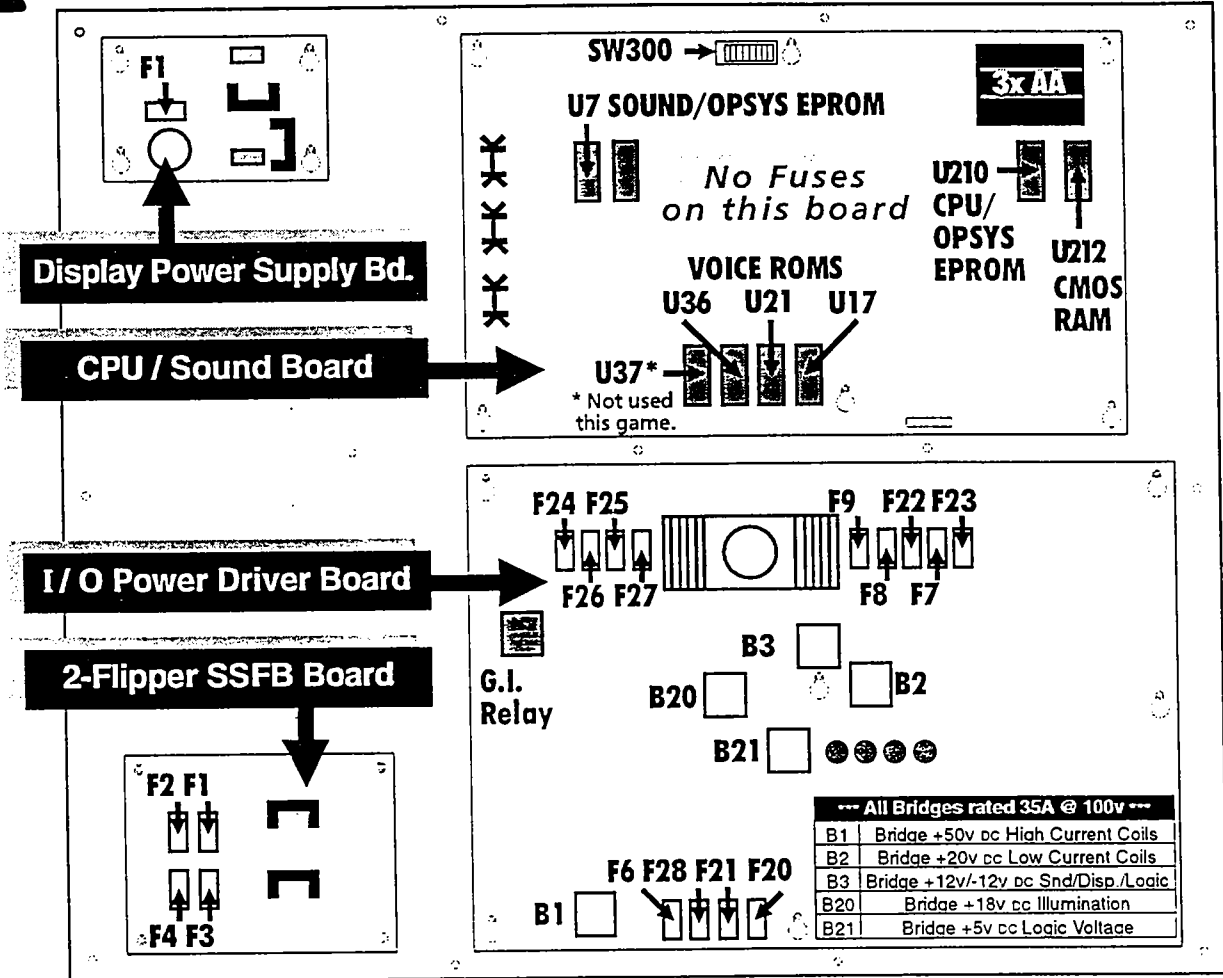 F1
SW300
3x AA
U7 SOUND/OPSYS EPROM
No Fuses
on this board
U210
CPU/
OPSYS
EPROM
U212
CMOS
RAM
Display Power Supply Bd.
VOICE ROMS
U36 U21 U17
CPU / Sound Board
U37*
* Not used
this game.
F24 F25
F9 F22 F23
I / O Power Driver Board
F26 F27
F8 F7
G.I.
Relay
B3
B20
B2
B21
2-Flipper SSFB Board
F2 F1
F4 F3
F6 F28 F21 F20
B1
*** All Bridges rated 35A @ 100v ***
B1 Bridge +50v DC High Current Coils
B2 Bridge +20v DC Low Current Coils
B3 Bridge +12v/-12v DC Snd/Disp./Logic
B20 Bridge +18v DC Illumination
B21 Bridge +5v DC Logic Voltage